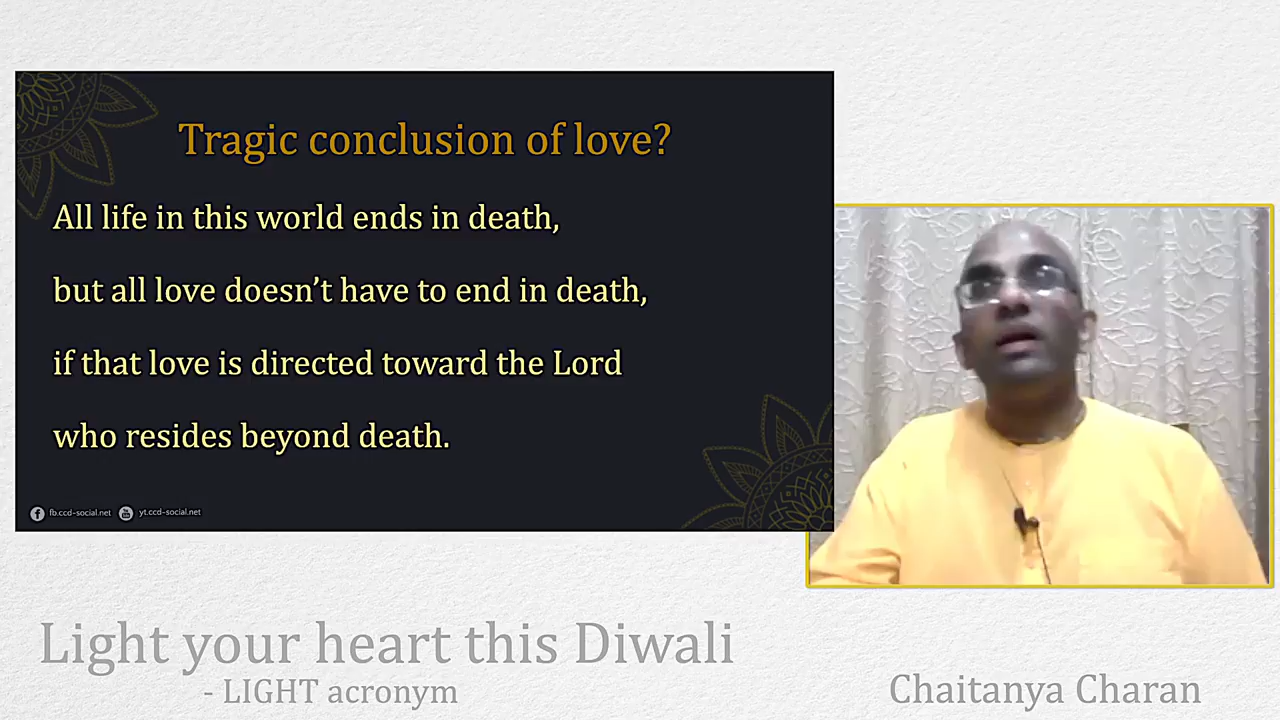 Tragic conclusion of love?
All life in this world ends in death,
but all love doesn't have to end in death,
if that love is directed toward the Lord
who resides beyond death.
fb.ccd-social.net yt.ccd-social.net
Light your heart this Diwali
- LIGHT acronym
Chaitanya Charan